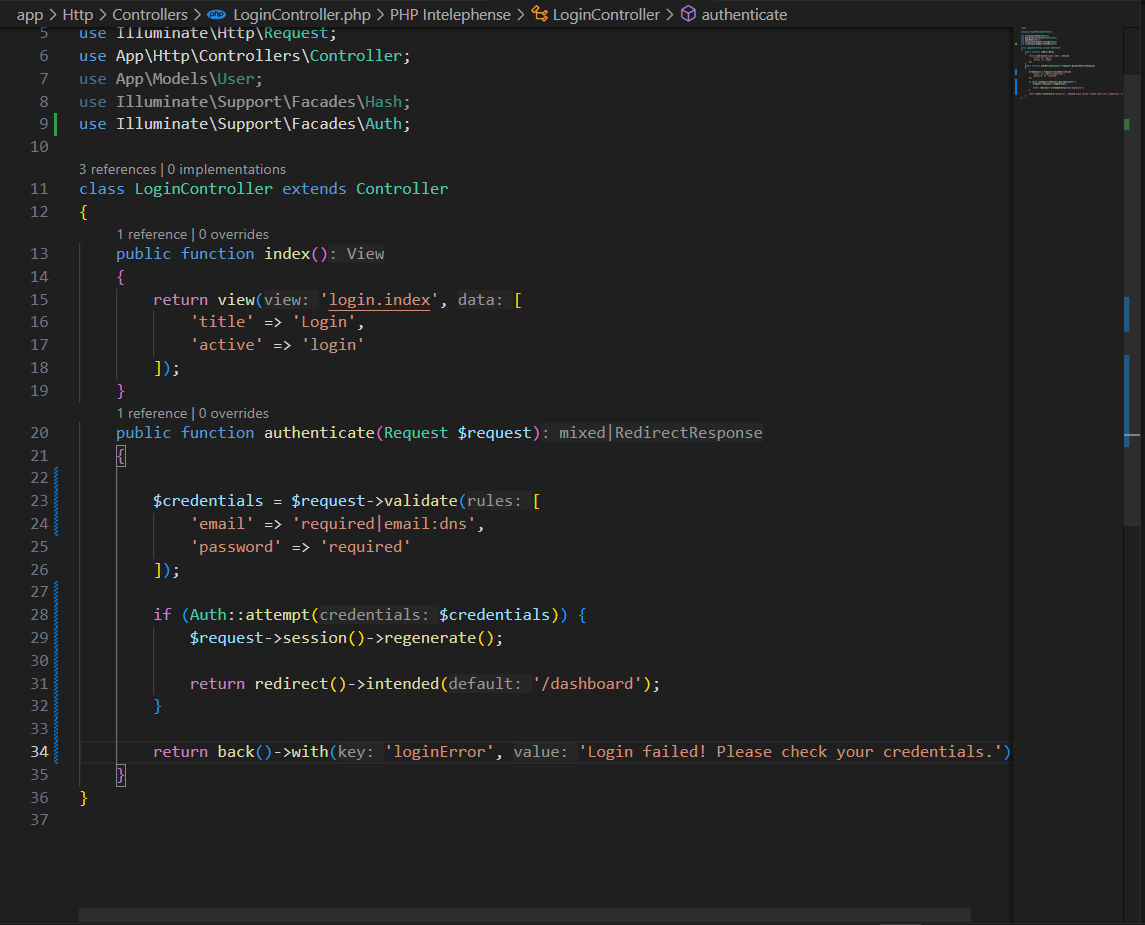 app > Http > Controllers > php LoginController.php > PHP Intelephense > LoginController > authenticate
5 use Illuminate\Http\Request;
6 use App\Http\Controllers\Controller;
7 use App\Models\User;
8 use Illuminate\Support\Facades\Hash;
9 use Illuminate\Support\Facades\Auth;
10
3 references | 0 implementations
11 class LoginController extends Controller
12 {
1 reference | 0 overrides
13 public function index(): View
14 {
15 return view(view: 'login.index', data: [
16 'title' => 'Login',
17 'active' => 'login'
18 ]);
19 }
1 reference | 0 overrides
20 public function authenticate(Request $request): mixed|RedirectResponse
21 {
22
23 $credentials = $request->validate(rules: [
24 'email' => 'required|email:dns',
25 'password' => 'required'
26 ]);
27
28 if (Auth::attempt(credentials: $credentials)) {
29 $request->session()->regenerate();
30
31 return redirect()->intended(default: '/dashboard');
32 }
33
34 return back()->with(key: 'loginError', value: 'Login failed! Please check your credentials.')
35 }
36 }
37